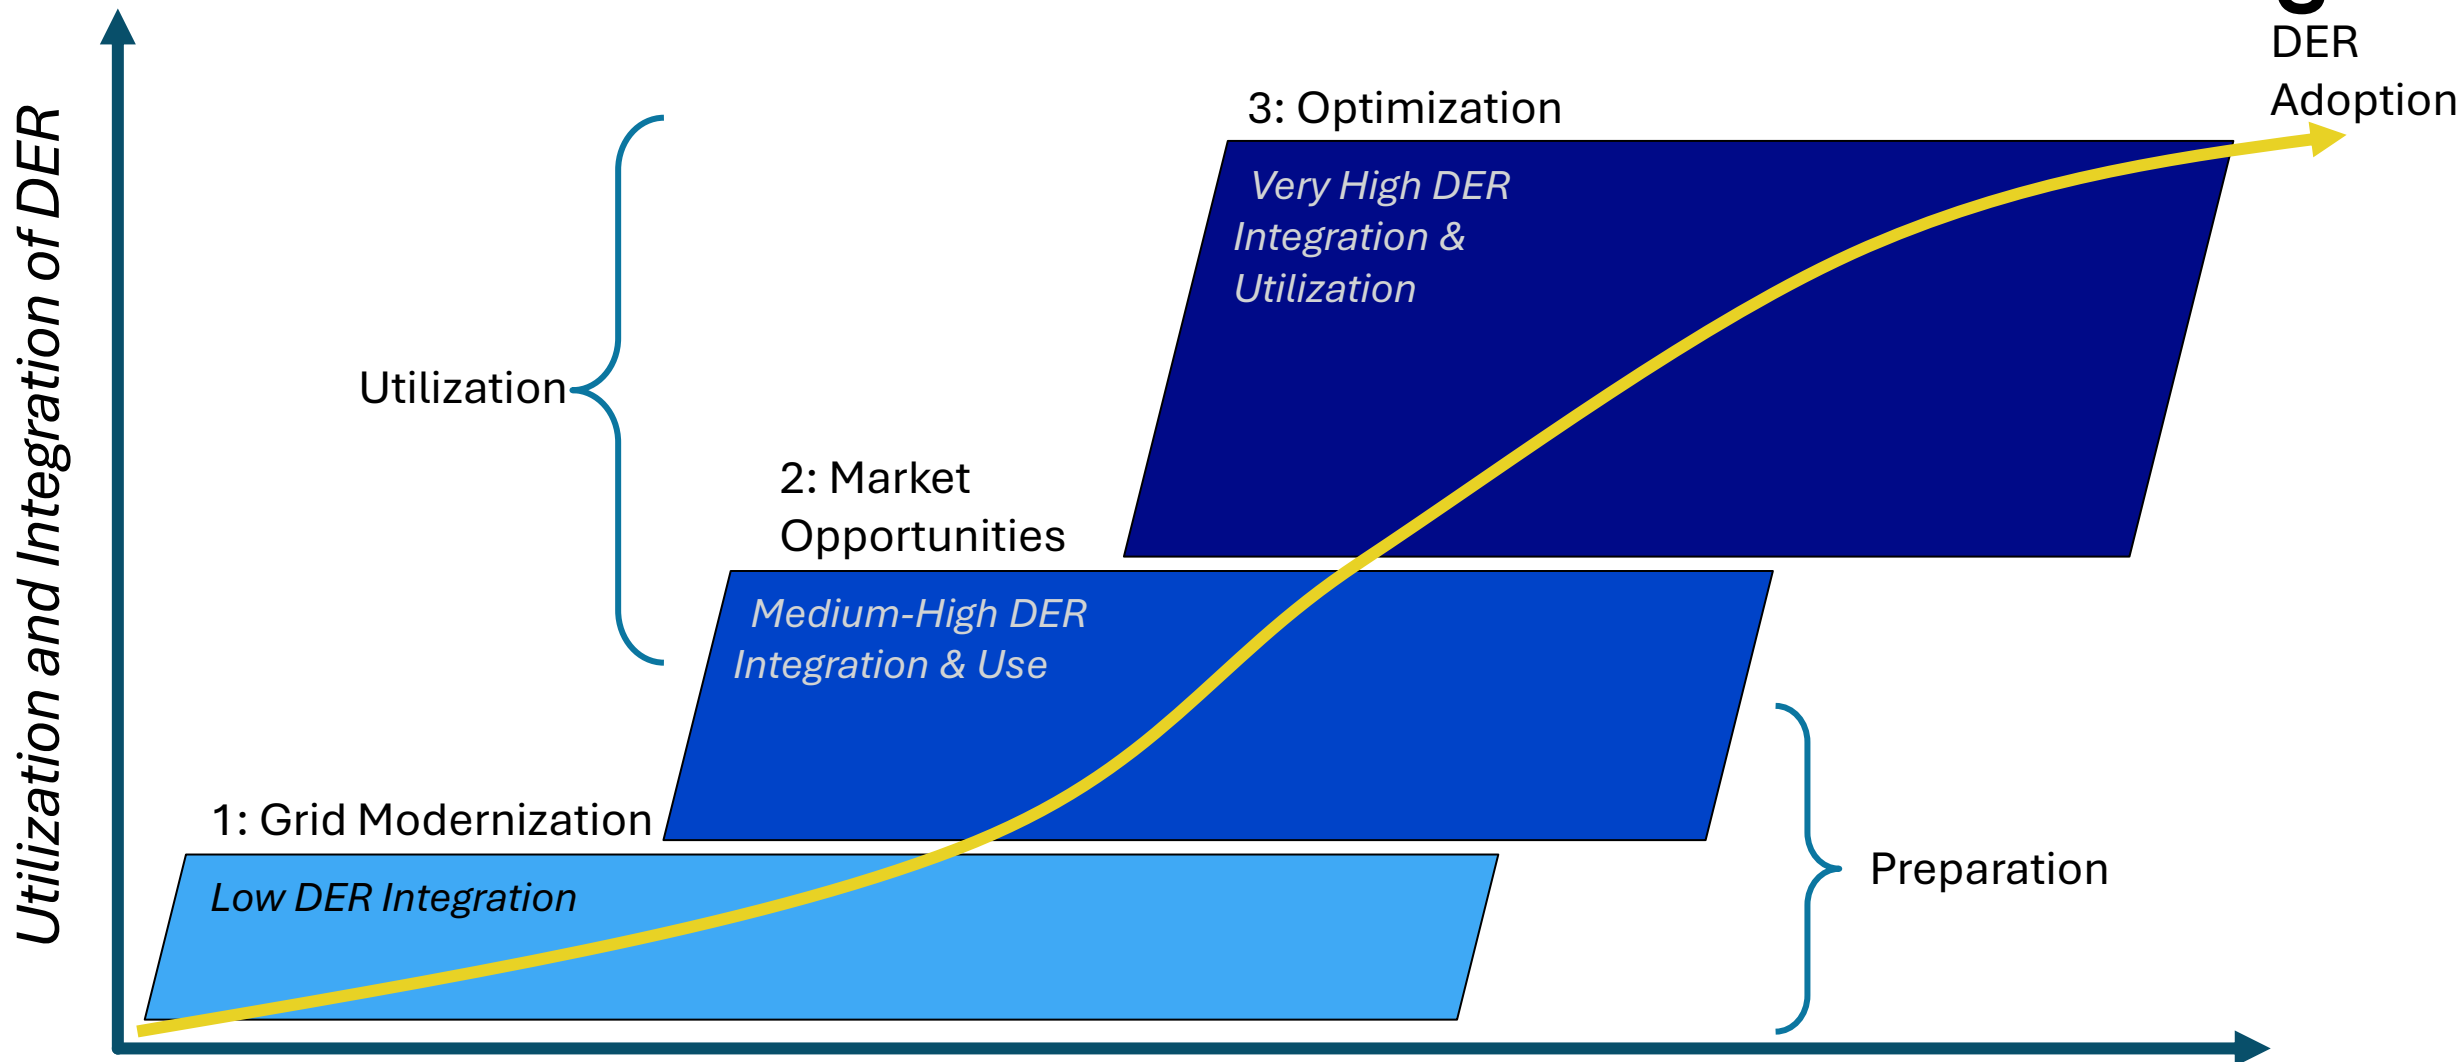 DER
Adoption
3: Optimization
Very High DER
Integration &
Utilization
Utilization and Integration of DER
Utilization
2: Market
Opportunities
Medium-High DER
Integration & Use
1: Grid Modernization
Low DER Integration
Preparation